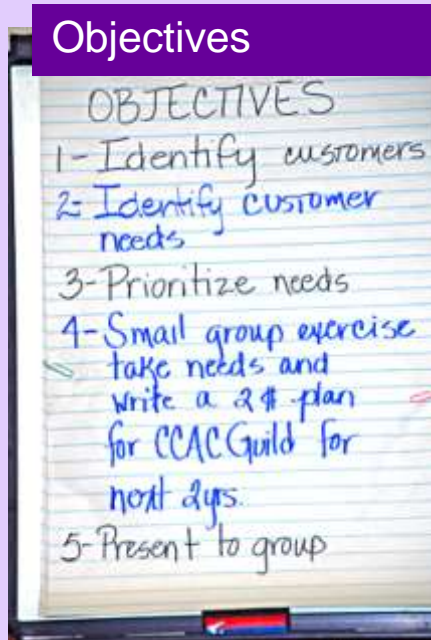 Objectives
OBJECTIVES
1- Identify customers
2- Identify customer
needs
3- Prioritize needs
4- Small group exercise
take needs and
write a 2# plan
for CCAC Guild for
next 2yrs.
5- Present to group